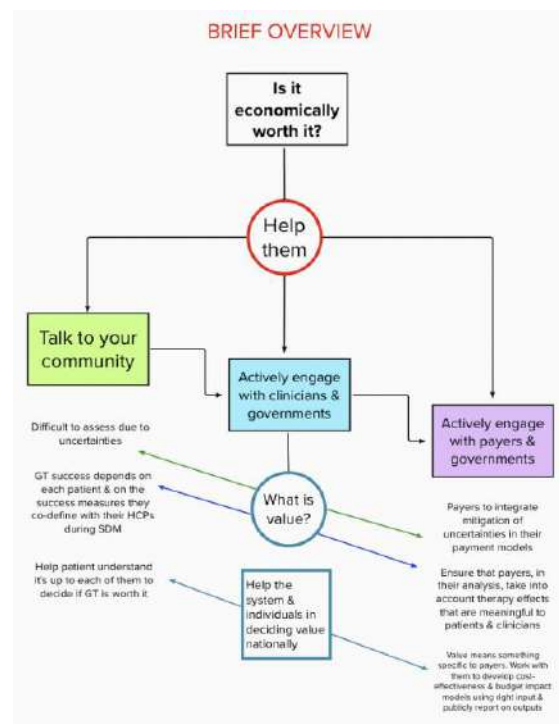 BRIEF OVERVIEW
Is it
economically
worth it?
Help
them
Talk to your
community
Actively engage
with clinicians &
governments
Actively engage
with payers &
governments
Difficult to assess due to
uncertainties
GT success depends on
each patient & on the
success measures they
co-define with their HCPs
during SDM
Help patient understand
it's up to each of them to
decide if GT is worth it
What is
value?
Help the
system &
individuals in
deciding value
nationally
Payers to integrate
mitigation of
uncertainties in their
payment models
Ensure that payers, in
their analysis, take into
account therapy effects
that are meaningful to
patients & clinicians
Value means something
specific to payers. Work with
them to develop cost-
effectiveness & budget impact
models using right input &
publicly report on outputs